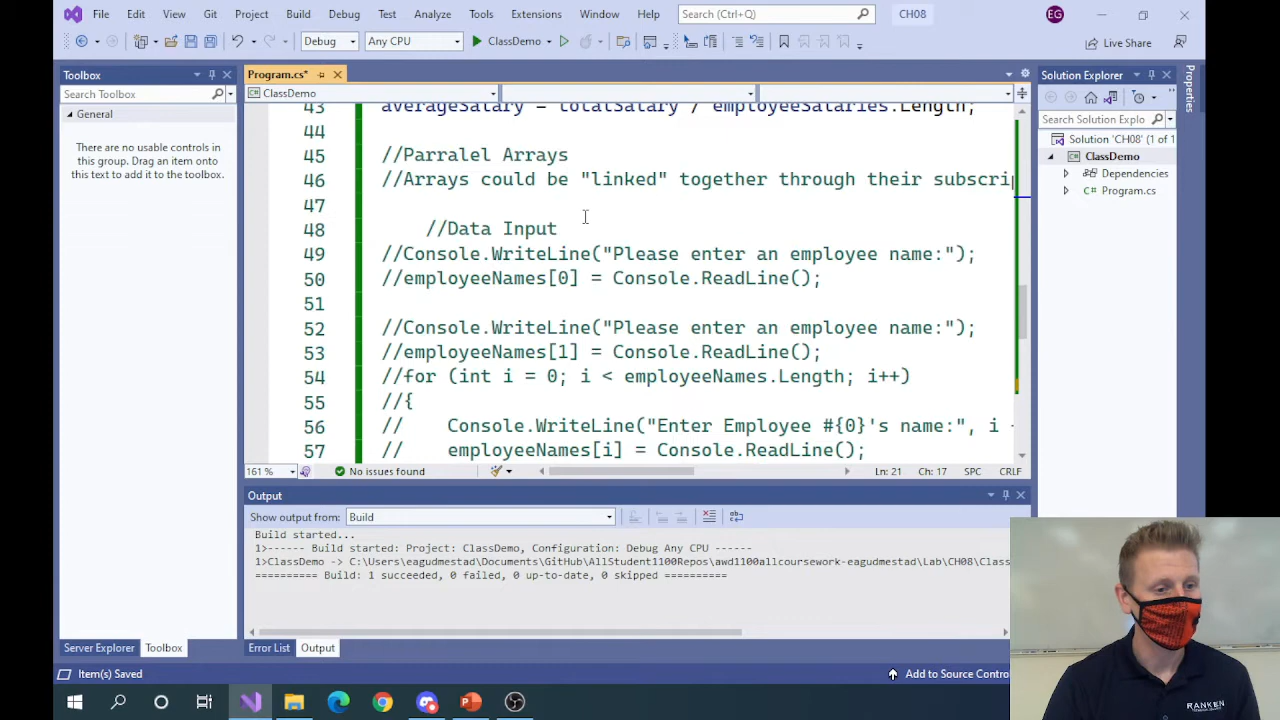 File Edit View Git Project Build Debug Test Analyze Tools Extensions Window Help Search (Ctrl+Q) CH08 EG
Debug Any CPU ClassDemo Live Share
Toolbox
Search Toolbox
General
There are no usable controls in
this group. Drag an item onto
this text to add it to the toolbox.
Program.cs*
ClassDemo
43 averageSalary = totalSalary / employeeSalaries.Length;
44
45 //Parralel Arrays
46 //Arrays could be "linked" together through their subscrip
47
48 //Data Input
49 //Console.WriteLine("Please enter an employee name:");
50 //employeeNames[0] = Console.ReadLine();
51
52 //Console.WriteLine("Please enter an employee name:");
53 //employeeNames[1] = Console.ReadLine();
54 //for (int i = 0; i < employeeNames.Length; i++)
55 //{
56 // Console.WriteLine("Enter Employee #{0}'s name:", i
57 // employeeNames[i] = Console.ReadLine();
161 % No issues found Ln: 21 Ch: 17 SPC CRLF
Output
Show output from: Build
Build started...
1>------ Build started: Project: ClassDemo, Configuration: Debug Any CPU ------
1>ClassDemo -> C:\Users\eagudmestad\Documents\GitHub\AllStudent1100Repos\awd1100allcoursework-eagudmestad\Lab\CH08\Class
========== Build: 1 succeeded, 0 failed, 0 up-to-date, 0 skipped ==========
Server Explorer Toolbox
Error List Output
Solution Explorer
Search Solution Explo
Solution 'CH08' (1 of 1
ClassDemo
Dependencies
Program.cs
Properties
Item(s) Saved
Add to Source Contro
RANKEN